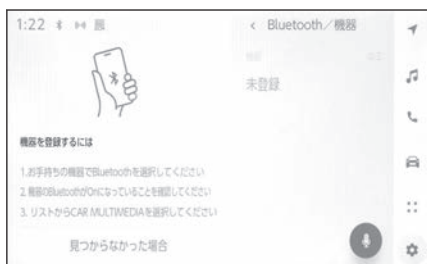 1:22
< Bluetooth／機器
未登録
機器を登録するには
1.お手持ちの機器でBluetoothを選択してください
2. 機器のBluetoothがOnになっていることを確認してください
3. リストからCAR MULTIMEDIAを選択してください
見つからなかった場合